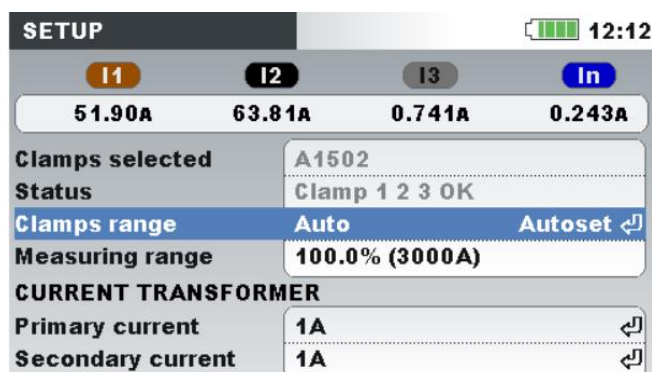 SETUP 12:12
I1 I2 I3 In
51.90A 63.81A 0.741A 0.243A
Clamps selected A1502
Status Clamp 1 2 3 OK
Clamps range Auto Autoset
Measuring range 100.0% (3000A)
CURRENT TRANSFORMER
Primary current 1A
Secondary current 1A